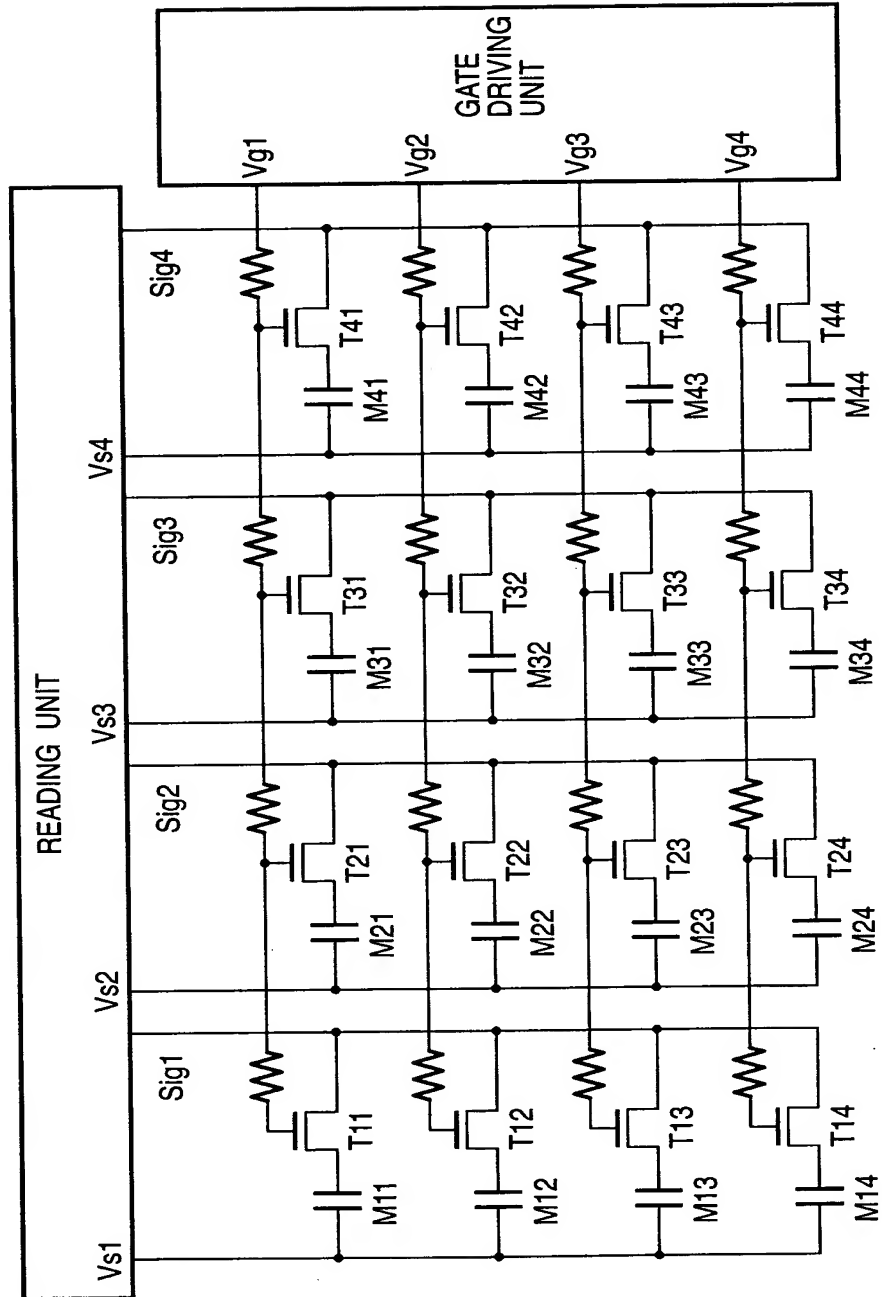 READING UNIT
Vs1
Vs2
Vs3
Vs4
Sig1
Sig2
Sig3
Sig4
GATE
DRIVING
UNIT
Vg1
Vg2
Vg3
Vg4
T11
T21
T31
T41
M11
M21
M31
M41
T12
T22
T32
T42
M12
M22
M32
M42
T13
T23
T33
T43
M13
M23
M33
M43
T14
T24
T34
T44
M14
M24
M34
M44